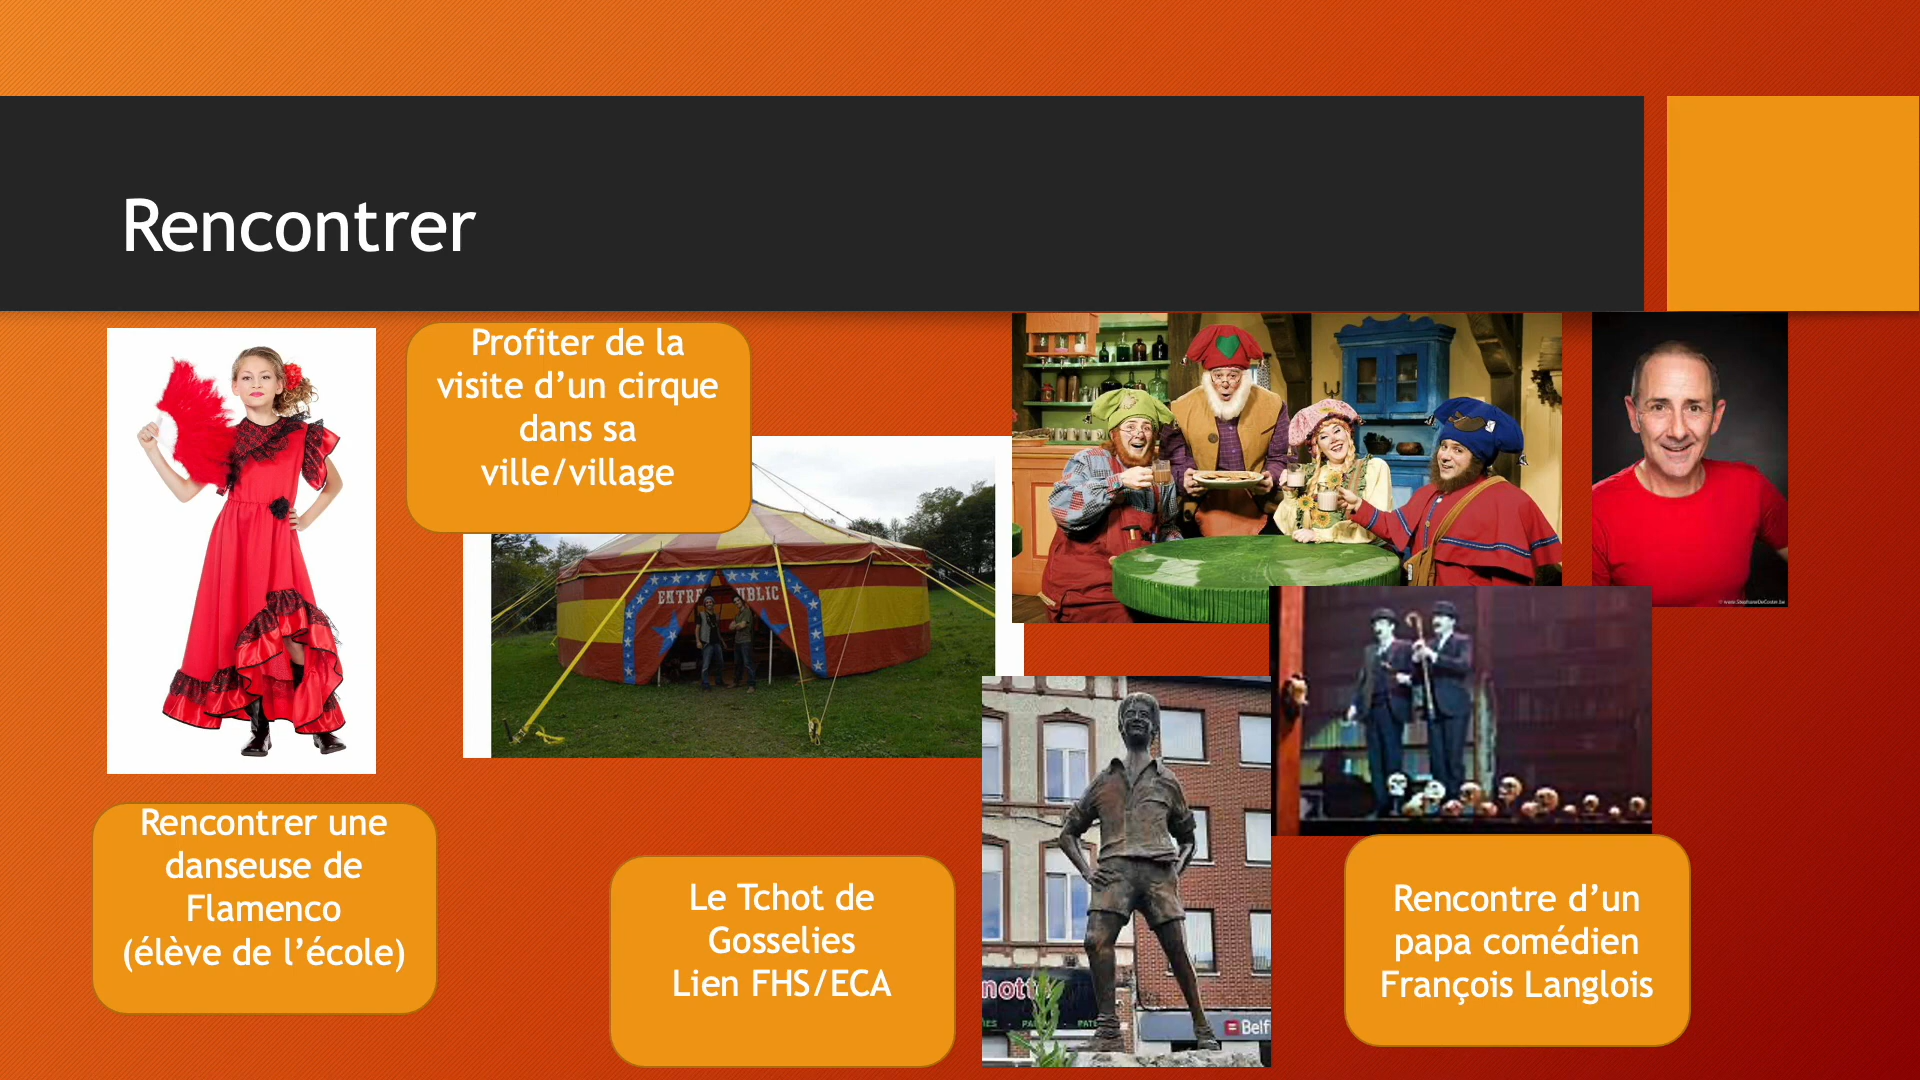 Rencontrer
Profiter de la
visite d’un cirque
dans sa
ville/village
Rencontrer une
danseuse de
Flamenco
(élève de l’école)
Le Tchot de
Gosselies
Lien FHS/ECA
Rencontre d’un
papa comédien
François Langlois
Belf